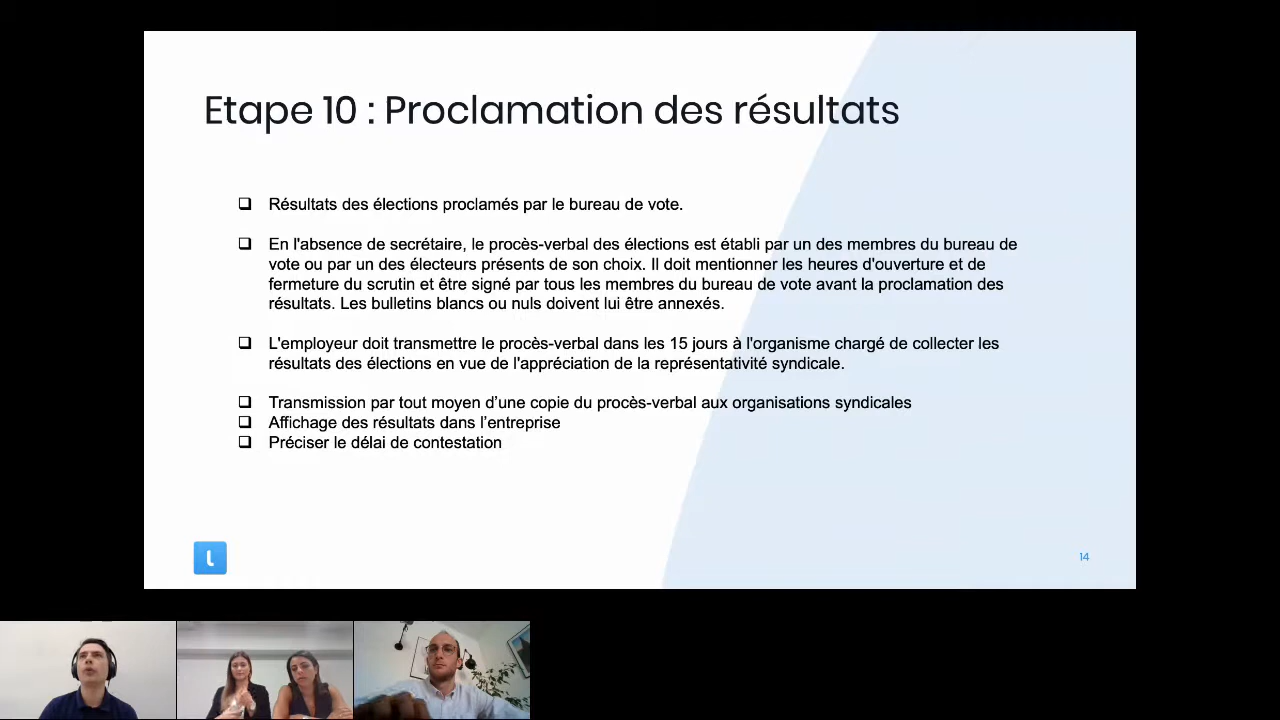 Etape 10 : Proclamation des résultats
❑ Résultats des élections proclamés par le bureau de vote.
❑ En l'absence de secrétaire, le procès-verbal des élections est établi par un des membres du bureau de
vote ou par un des électeurs présents de son choix. Il doit mentionner les heures d'ouverture et de
fermeture du scrutin et être signé par tous les membres du bureau de vote avant la proclamation des
résultats. Les bulletins blancs ou nuls doivent lui être annexés.
❑ L'employeur doit transmettre le procès-verbal dans les 15 jours à l'organisme chargé de collecter les
résultats des élections en vue de l'appréciation de la représentativité syndicale.
❑ Transmission par tout moyen d’une copie du procès-verbal aux organisations syndicales
❑ Affichage des résultats dans l’entreprise
❑ Préciser le délai de contestation
l
14